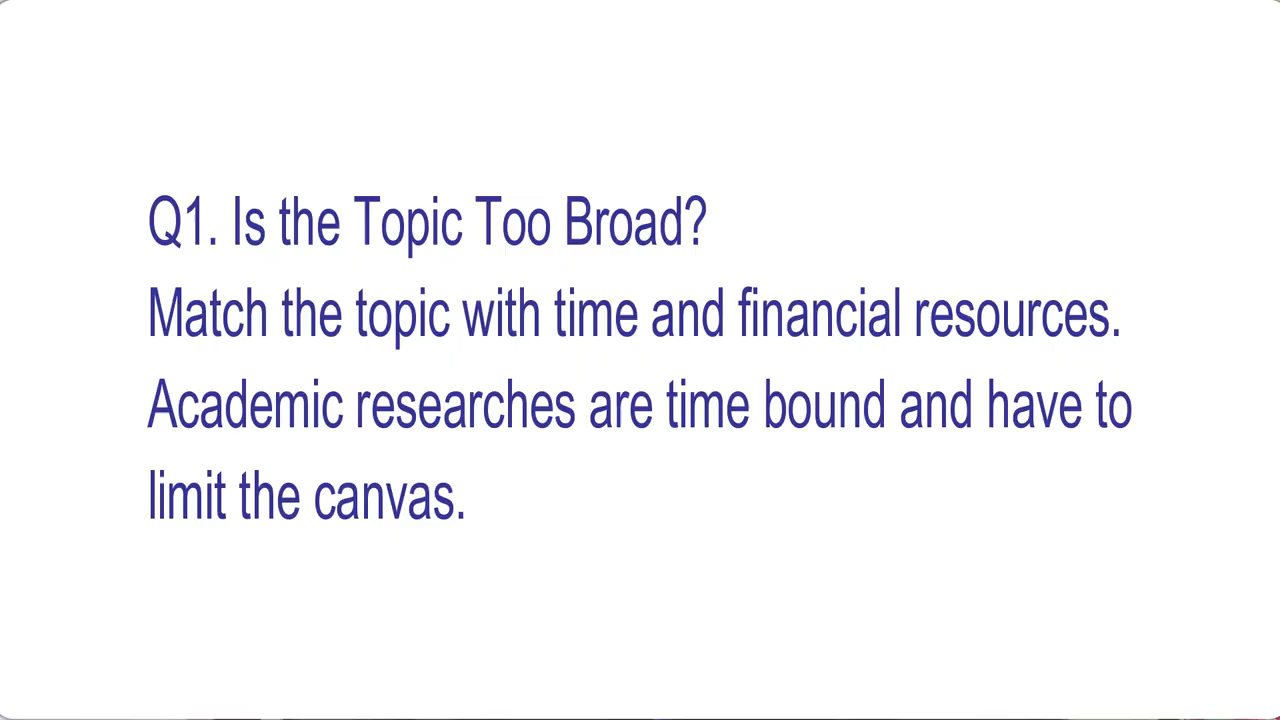 Q1. Is the Topic Too Broad?
Match the topic with time and financial resources.
Academic researches are time bound and have to
limit the canvas.